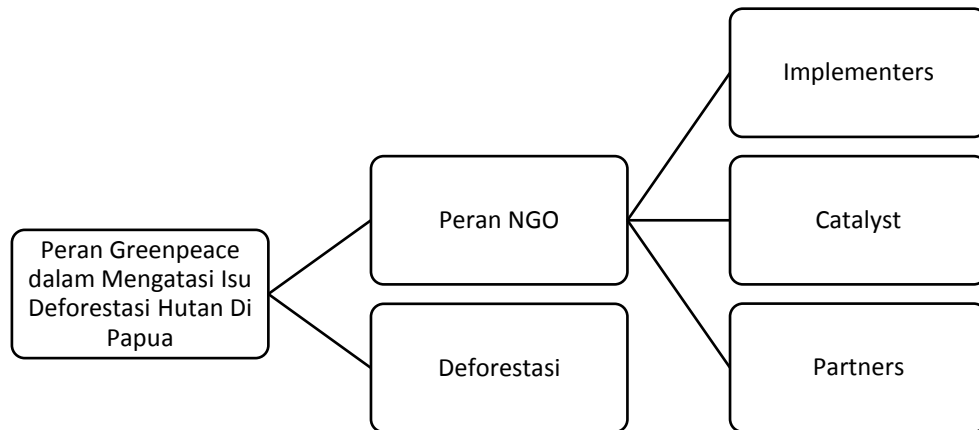 Peran Greenpeace
dalam Mengatasi Isu
Deforestasi Hutan Di
Papua
Peran NGO
Deforestasi
Implementers
Catalyst
Partners